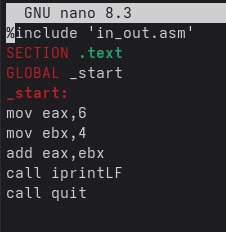 GNU nano 8.3
%include 'in_out.asm'
SECTION .text
GLOBAL _start
_start:
mov eax,6
mov ebx,4
add eax,ebx
call iprintLF
call quit